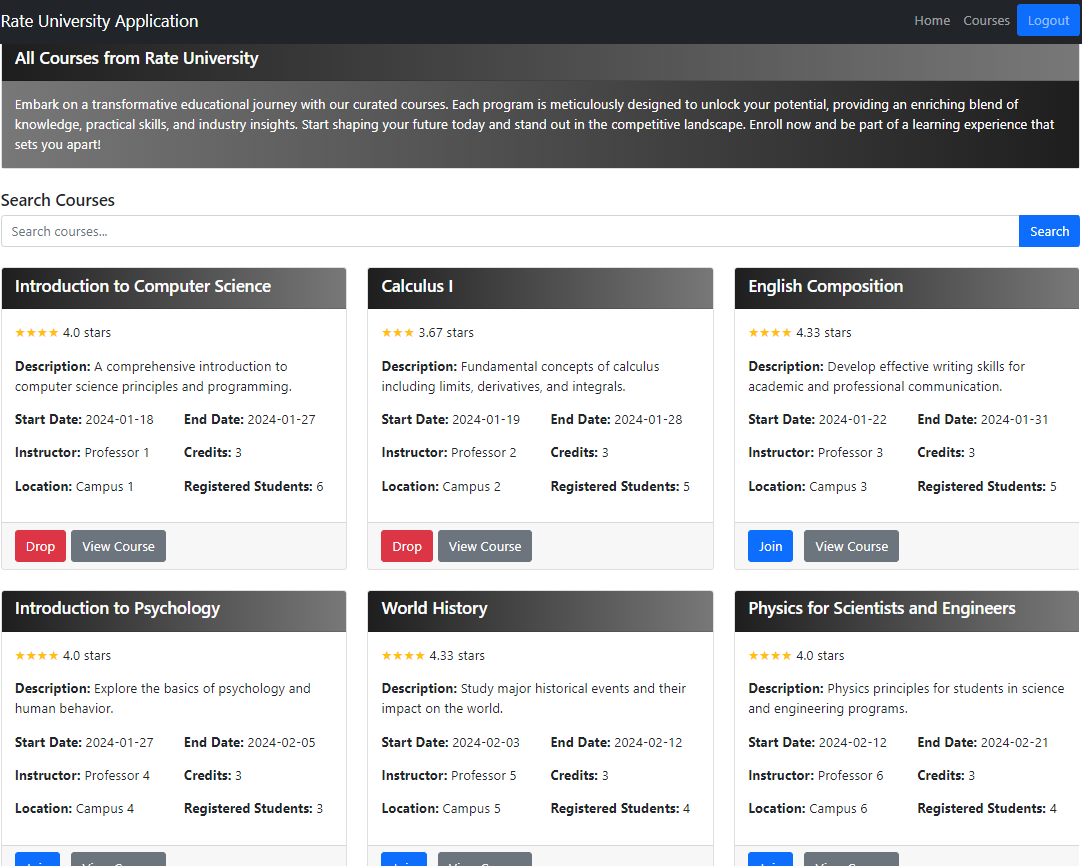 Rate University Application
Home Courses Logout
All Courses from Rate University
Embark on a transformative educational journey with our curated courses. Each program is meticulously designed to unlock your potential, providing an enriching blend of
knowledge, practical skills, and industry insights. Start shaping your future today and stand out in the competitive landscape. Enroll now and be part of a learning experience that
sets you apart!
Search Courses
Search courses... Search
Introduction to Computer Science
★★★★ 4.0 stars
Description: A comprehensive introduction to
computer science principles and programming.
Start Date: 2024-01-18 End Date: 2024-01-27
Instructor: Professor 1 Credits: 3
Location: Campus 1 Registered Students: 6
Drop View Course
Calculus I
★★★ 3.67 stars
Description: Fundamental concepts of calculus
including limits, derivatives, and integrals.
Start Date: 2024-01-19 End Date: 2024-01-28
Instructor: Professor 2 Credits: 3
Location: Campus 2 Registered Students: 5
Drop View Course
English Composition
★★★★ 4.33 stars
Description: Develop effective writing skills for
academic and professional communication.
Start Date: 2024-01-22 End Date: 2024-01-31
Instructor: Professor 3 Credits: 3
Location: Campus 3 Registered Students: 5
Join View Course
Introduction to Psychology
★★★★ 4.0 stars
Description: Explore the basics of psychology and
human behavior.
Start Date: 2024-01-27 End Date: 2024-02-05
Instructor: Professor 4 Credits: 3
Location: Campus 4 Registered Students: 3
World History
★★★★ 4.33 stars
Description: Study major historical events and their
impact on the world.
Start Date: 2024-02-03 End Date: 2024-02-12
Instructor: Professor 5 Credits: 3
Location: Campus 5 Registered Students: 4
Physics for Scientists and Engineers
★★★★ 4.0 stars
Description: Physics principles for students in science
and engineering programs.
Start Date: 2024-02-12 End Date: 2024-02-21
Instructor: Professor 6 Credits: 3
Location: Campus 6 Registered Students: 4